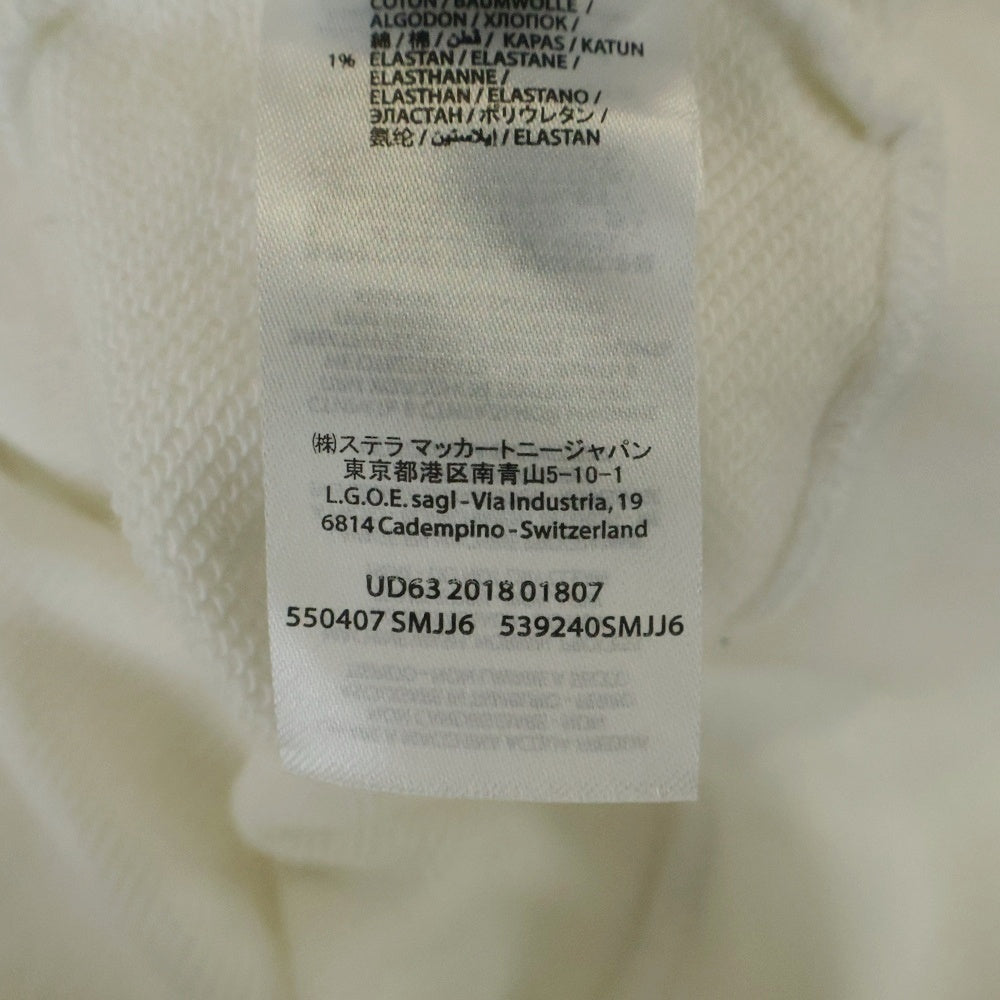 COTON / BAUMWOLLE /
ALGODON / ХЛОПОК /
綿 / 棉 / قطن / KAPAS / KATUN
1% ELASTAN / ELASTANE /
ELASTHANNE /
ELASTHAN / ELASTANO /
ЭЛАСТАН / ポリウレタン /
氨纶 / إيلاستين / ELASTAN
㈱ステラ マッカートニージャパン
東京都港区南青山5-10-1
L.G.O.E. sagl - Via Industria, 19
6814 Cadempino - Switzerland
UD63 2018 01807
550407 SMJJ6 539240SMJJ6